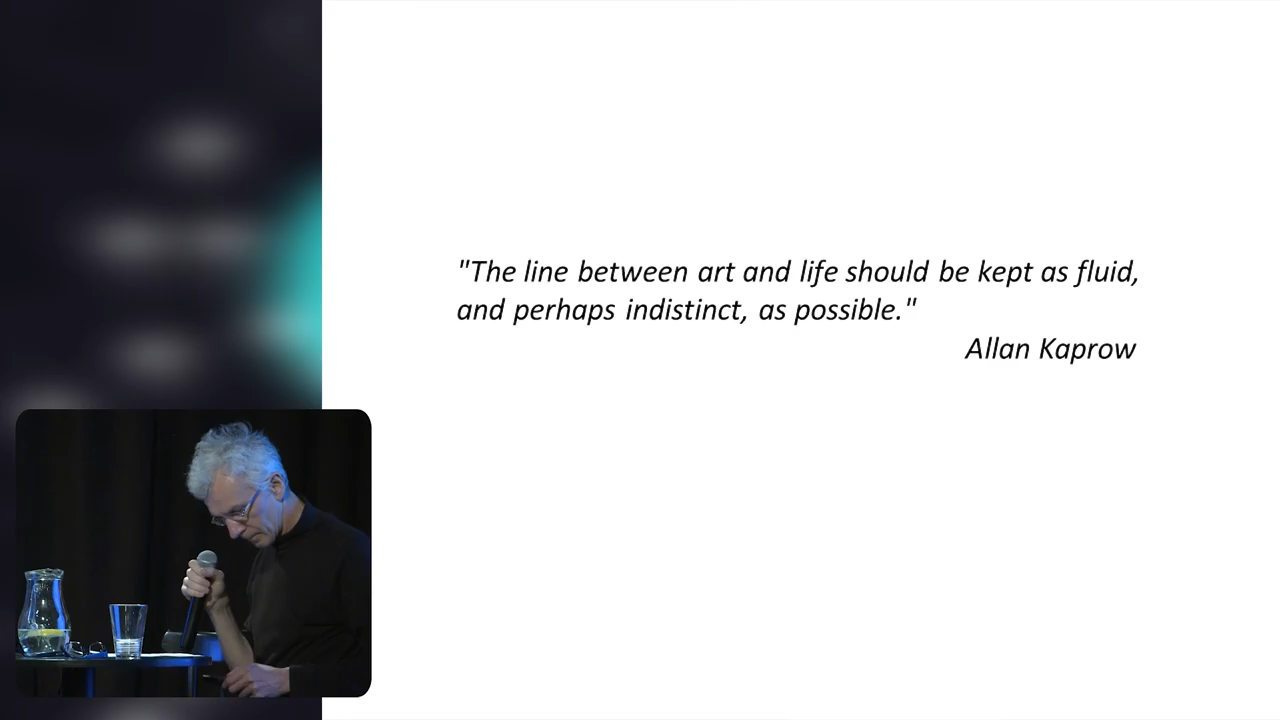 "The line between art and life should be kept as fluid,
and perhaps indistinct, as possible."
Allan Kaprow